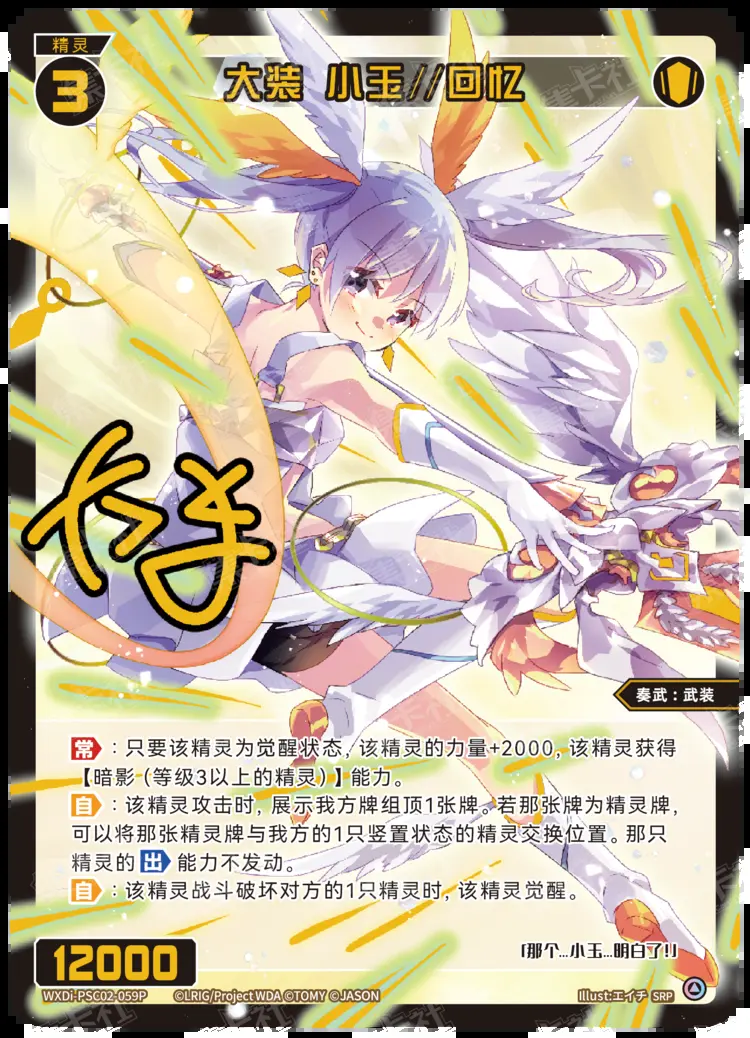 精灵
3
大装 小玉//回忆
奏武：武装
常：只要该精灵为觉醒状态，该精灵的力量+2000，该精灵获得
【暗影（等级3以上的精灵）】能力。
自：该精灵攻击时，展示我方牌组顶1张牌。若那张牌为精灵牌，
可以将那张精灵牌与我方的1只竖置状态的精灵交换位置。那只
精灵的 出 能力不发动。
自：该精灵战斗破坏对方的1只精灵时，该精灵觉醒。
「那个...小玉...明白了!」
12000
WXDi-PSC02-059P ©LRIG/Project WDA ©TOMY ©JASON
Illust:エイチ SRP